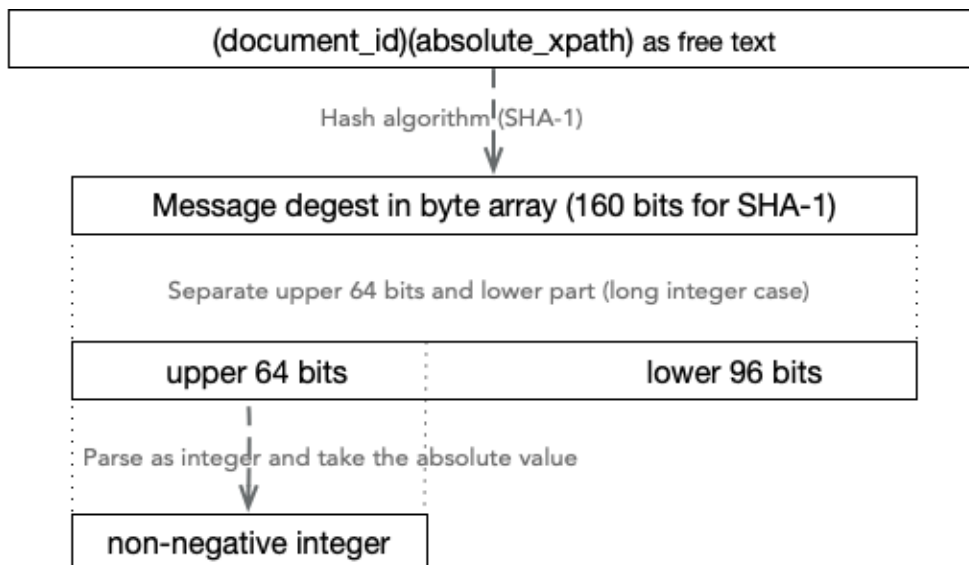 (document_id)(absolute_xpath) as free text
Hash algorithm (SHA-1)
Message degest in byte array (160 bits for SHA-1)
Separate upper 64 bits and lower part (long integer case)
upper 64 bits
lower 96 bits
Parse as integer and take the absolute value
non-negative integer